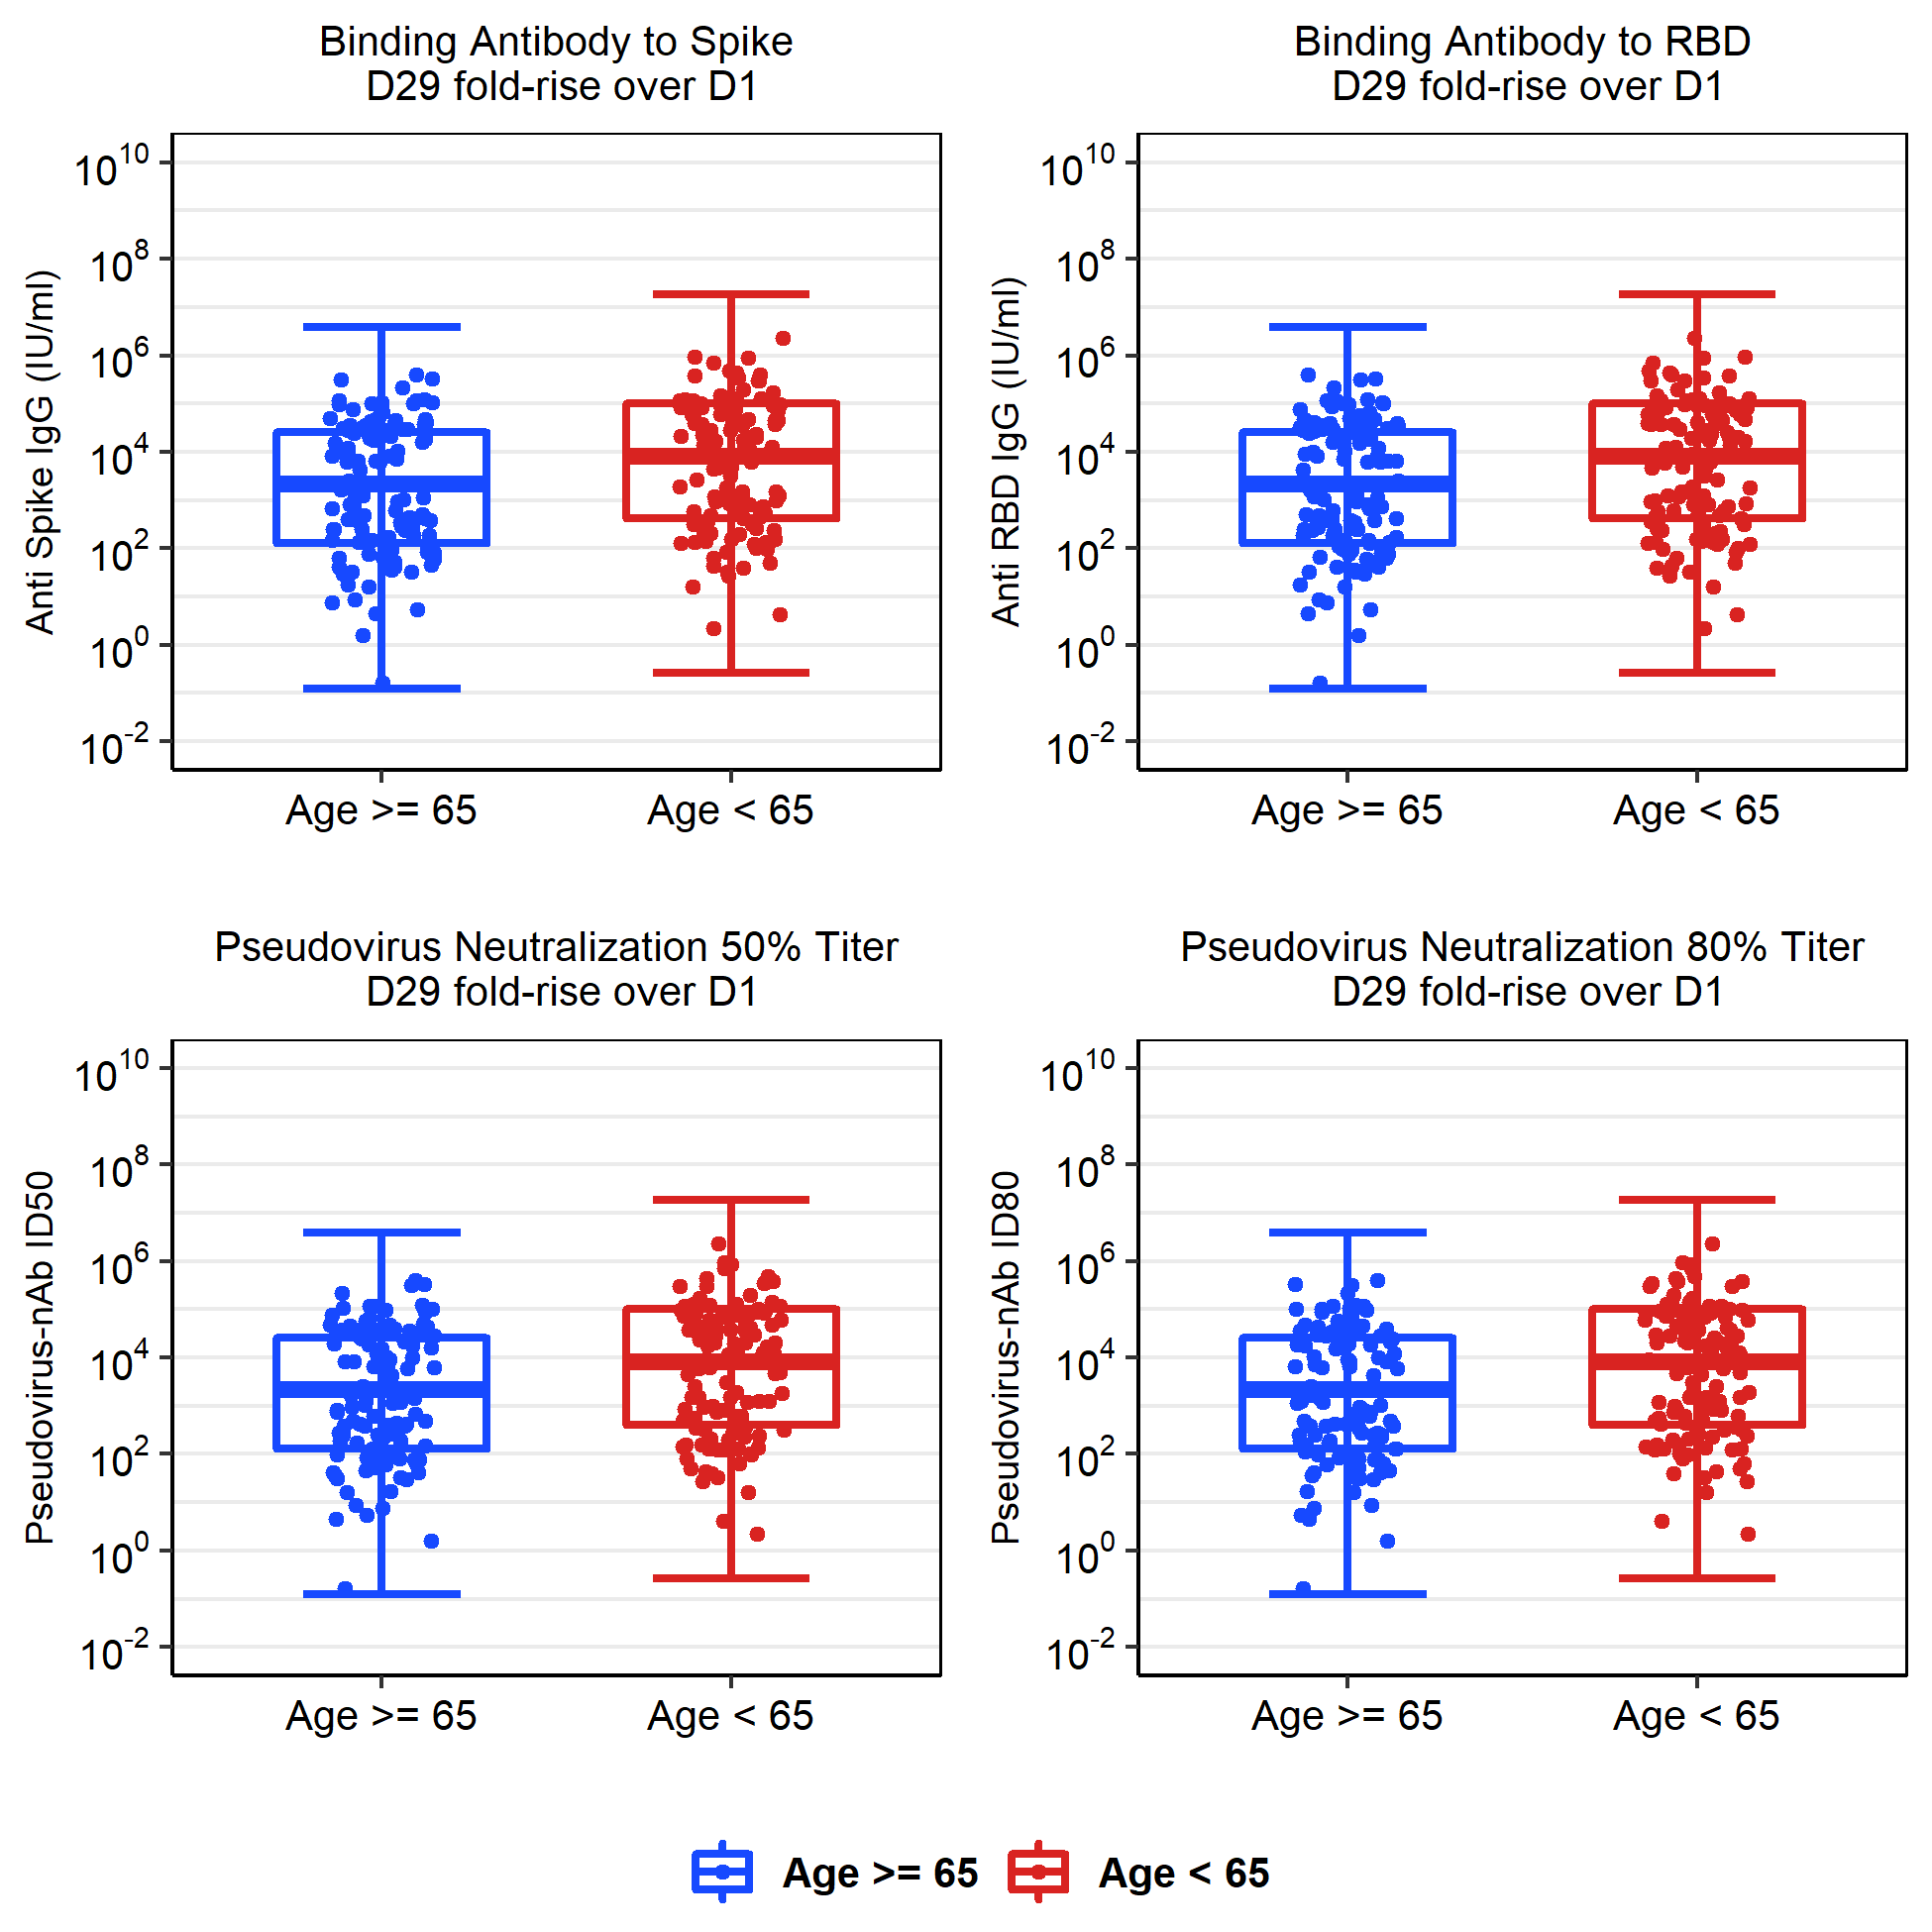 Binding Antibody to Spike
D29 fold-rise over D1
Anti Spike IgG (IU/ml)
10^10
10^8
10^6
10^4
10^2
10^0
10^-2
Age >= 65
Age < 65
Binding Antibody to RBD
D29 fold-rise over D1
Anti RBD IgG (IU/ml)
10^10
10^8
10^6
10^4
10^2
10^0
10^-2
Age >= 65
Age < 65
Pseudovirus Neutralization 50% Titer
D29 fold-rise over D1
Pseudovirus-nAb ID50
10^10
10^8
10^6
10^4
10^2
10^0
10^-2
Age >= 65
Age < 65
Pseudovirus Neutralization 80% Titer
D29 fold-rise over D1
Pseudovirus-nAb ID80
10^10
10^8
10^6
10^4
10^2
10^0
10^-2
Age >= 65
Age < 65
Age >= 65
Age < 65